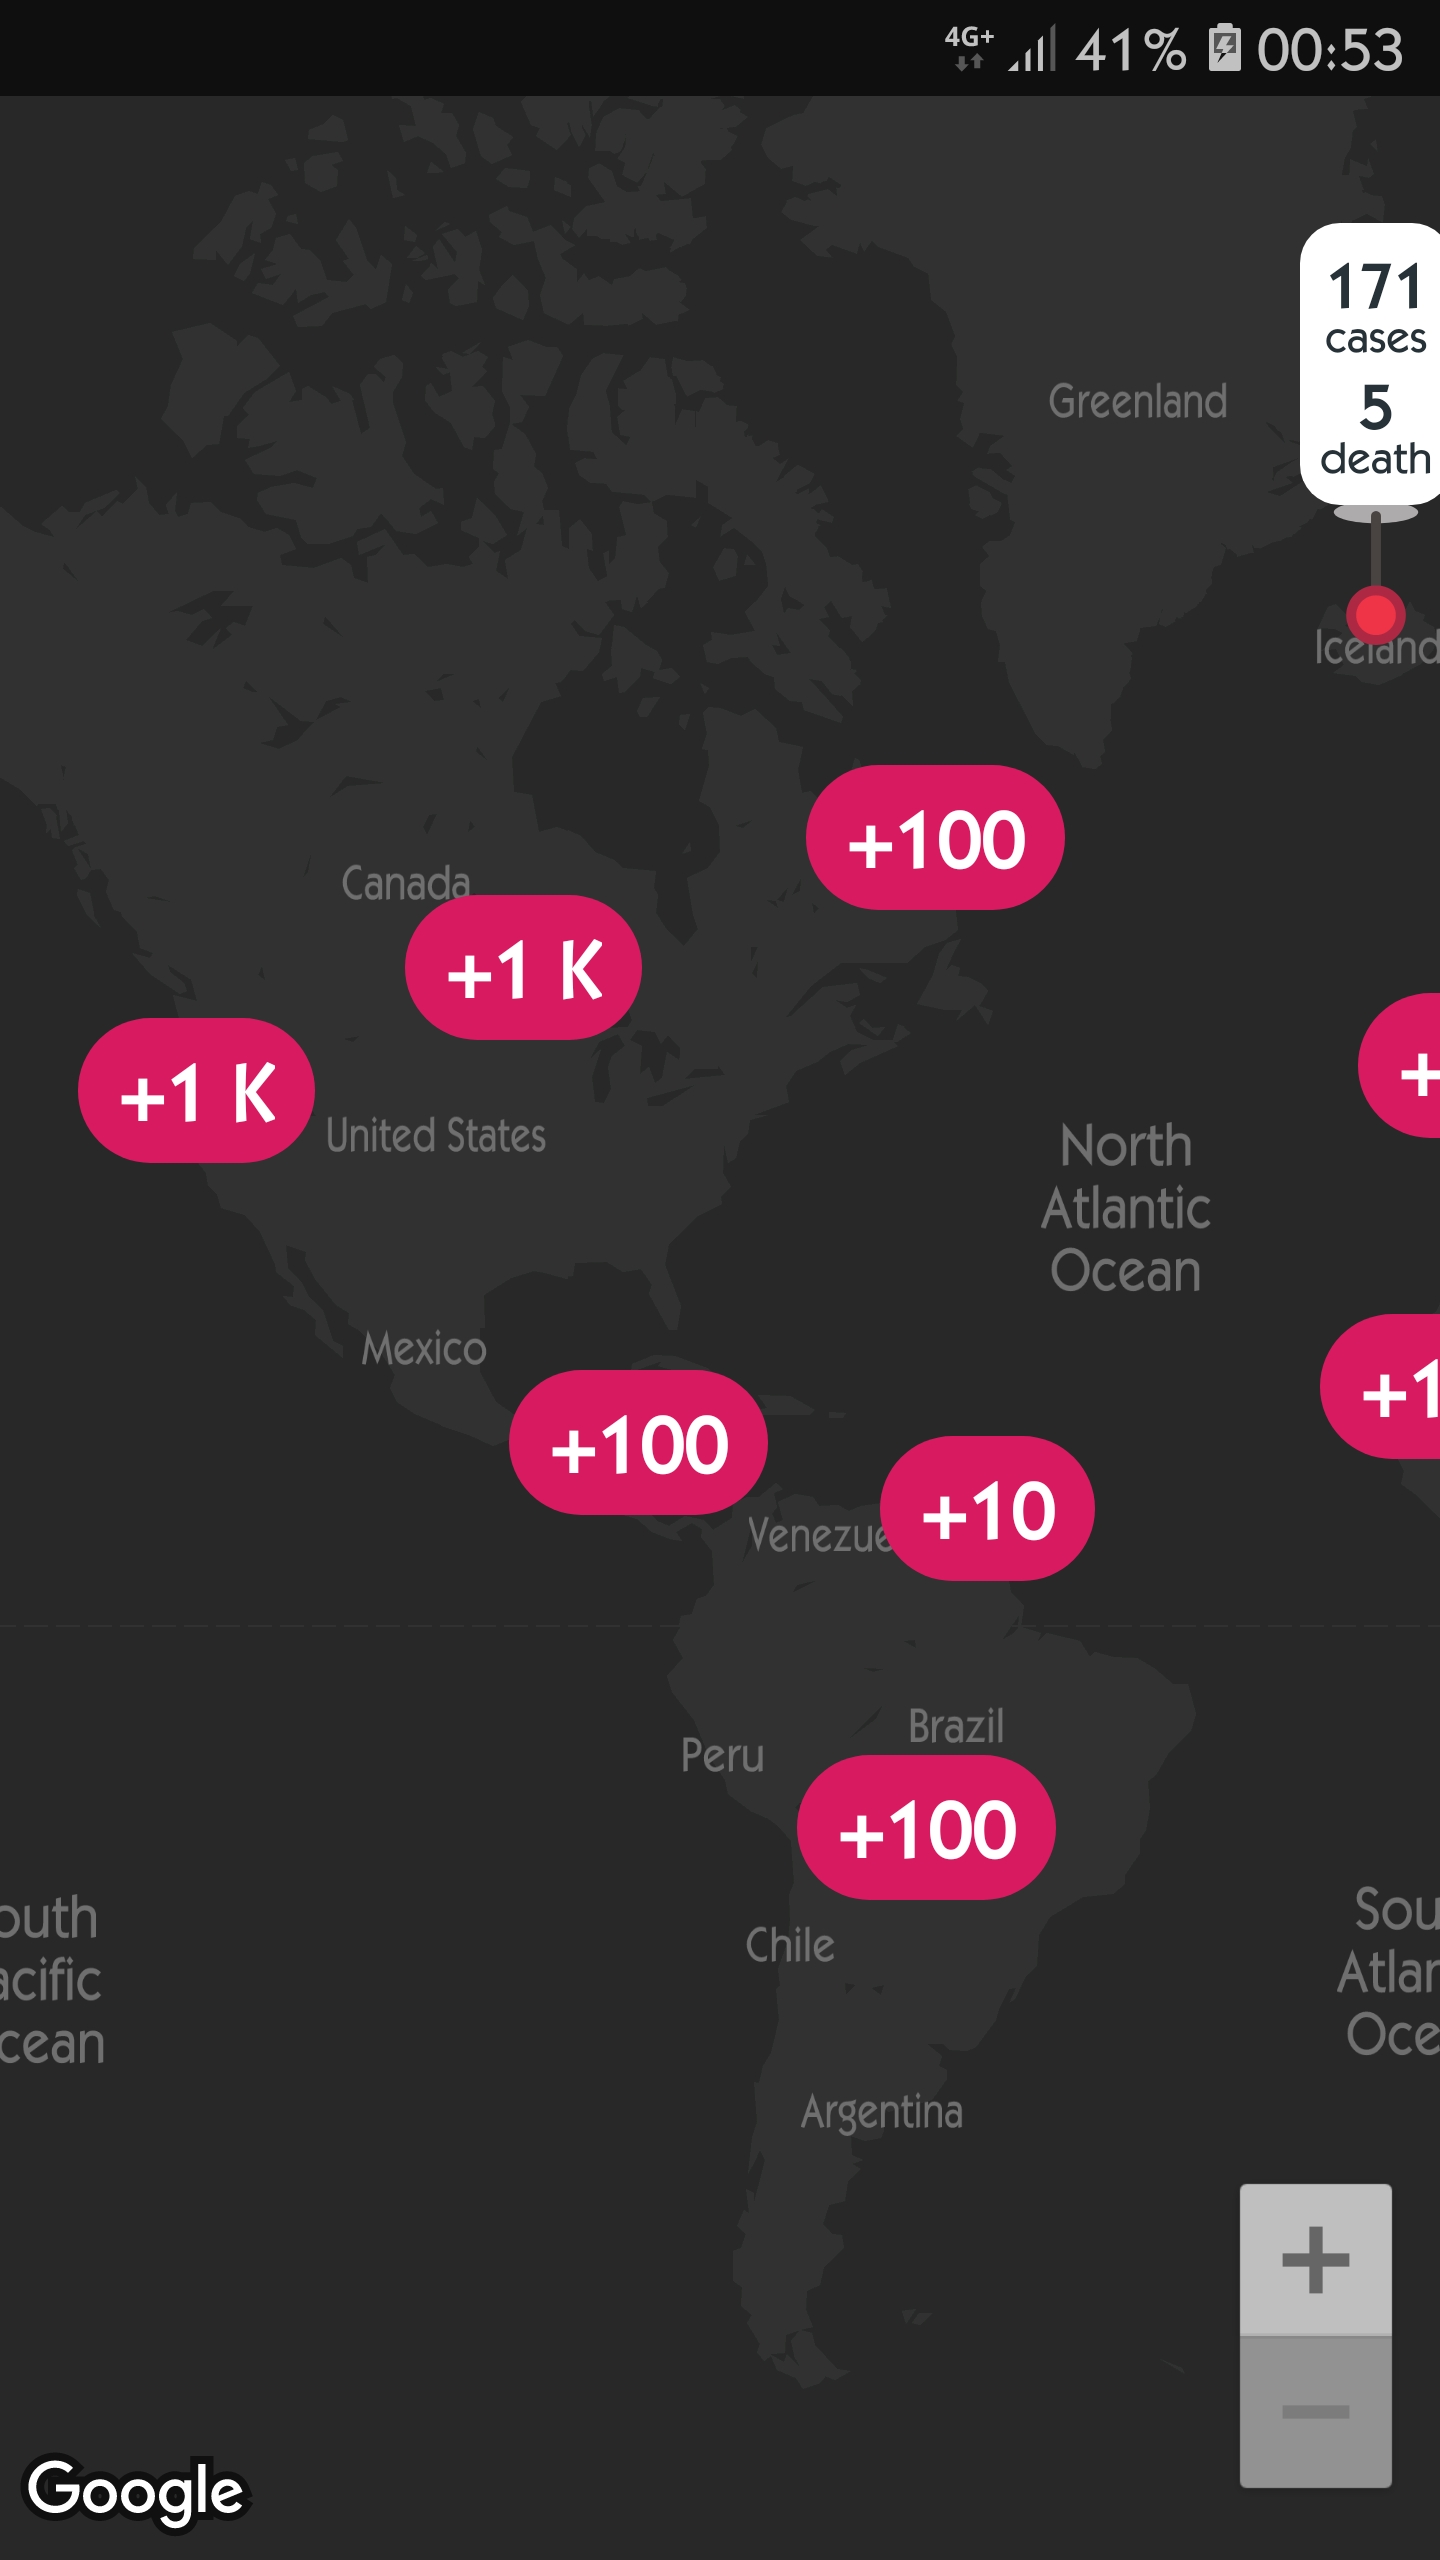 4G+ 41% 00:53
171
cases
5
death
Greenland
Iceland
+100
Canada
+1 K
+1 K
United States
+
North
Atlantic
Ocean
Mexico
+1
+100
+10
Venezue
Brazil
Peru
+100
outh
acific
cean
Sou
Atlan
Oce
Chile
Argentina
+
−
Google